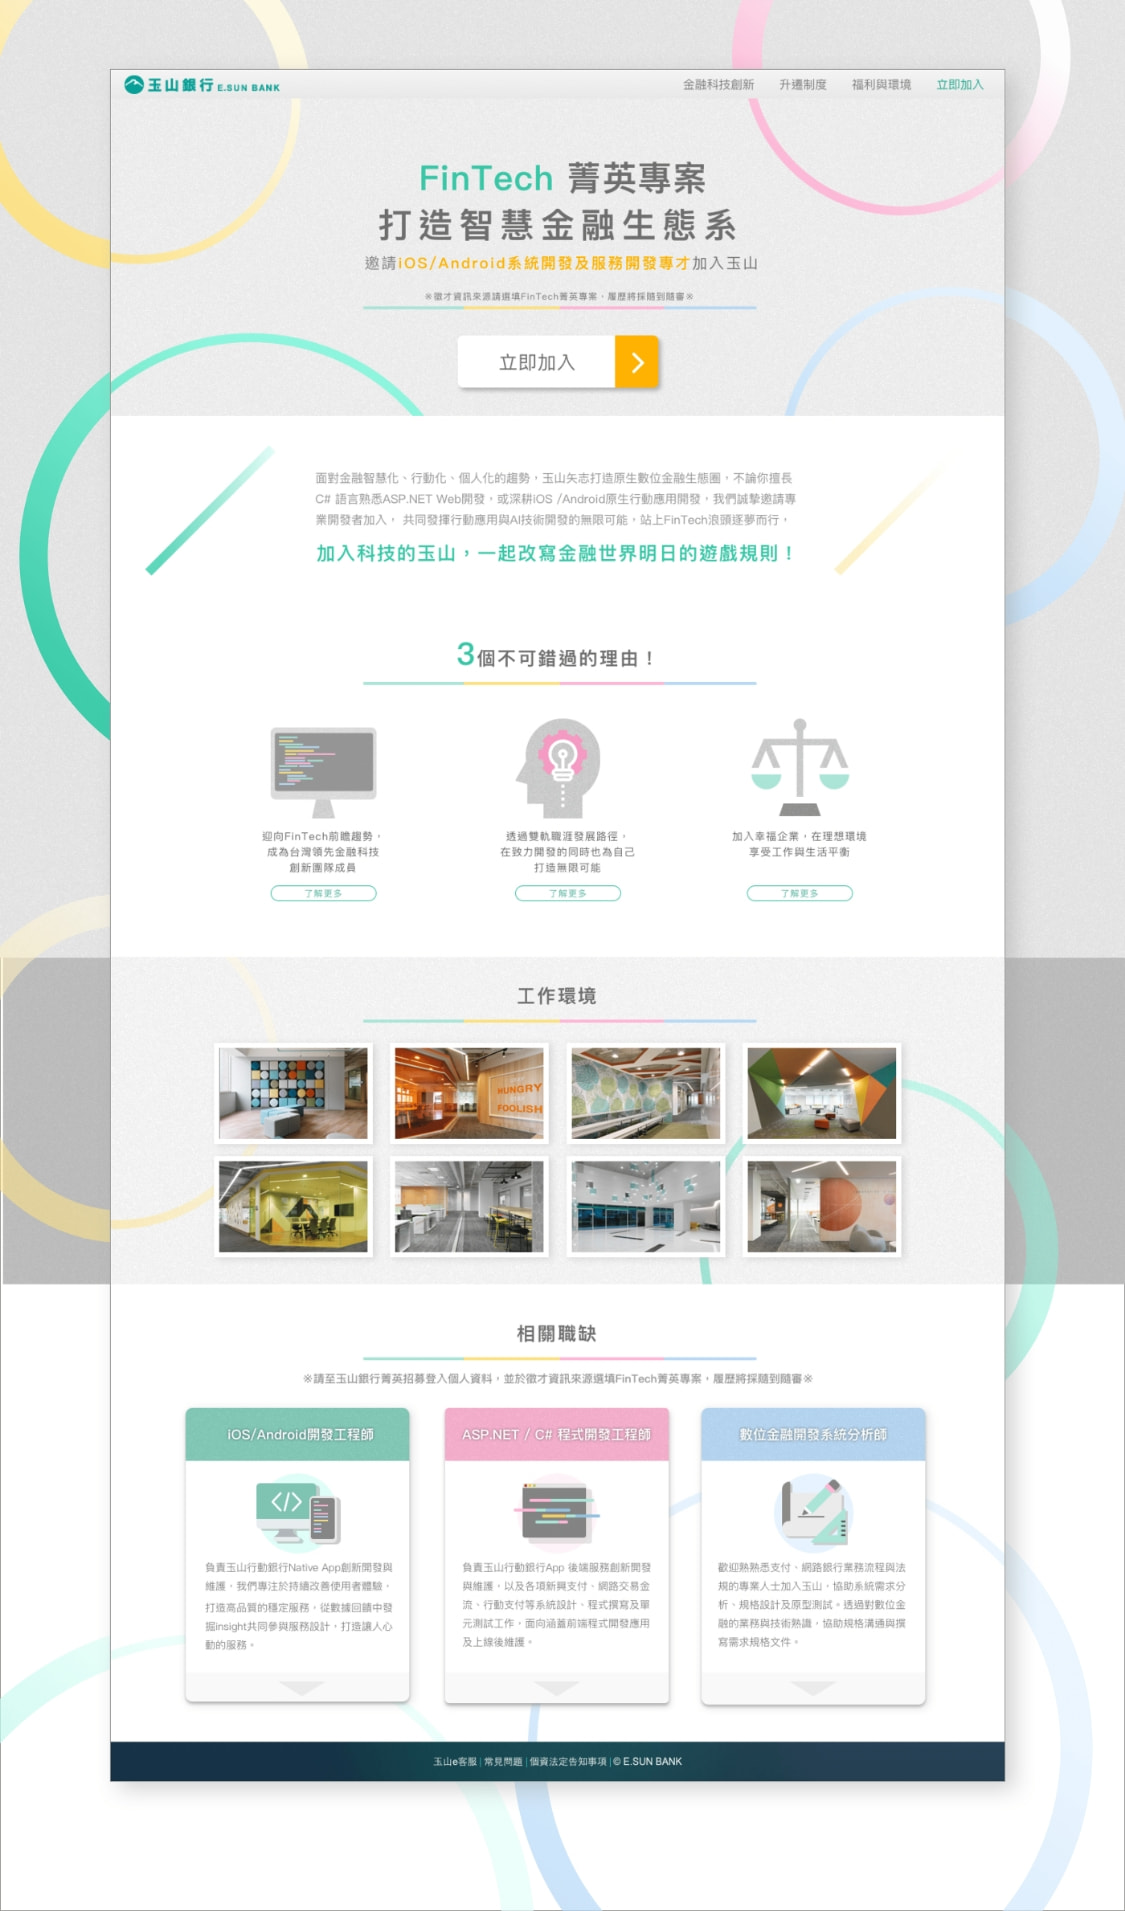 玉山銀行 E.SUN BANK
金融科技創新 升遷制度 福利與環境 立即加入
FinTech 菁英專案
打造智慧金融生態系
邀請iOS/Android系統開發及服務開發專才加入玉山
※徵才資訊來源請選填FinTech菁英專案，履歷將採隨到隨審※
立即加入
面對金融智慧化、行動化、個人化的趨勢，玉山矢志打造原生數位金融生態圈，不論你擅長
C# 語言熟悉ASP.NET Web開發，或深耕iOS /Android原生行動應用開發，我們誠摯邀請專
業開發者加入， 共同發揮行動應用與AI技術開發的無限可能，站上FinTech浪頭逐夢而行，
加入科技的玉山，一起改寫金融世界明日的遊戲規則！
3個不可錯過的理由！
迎向FinTech前瞻趨勢，
成為台灣領先金融科技
創新團隊成員
了解更多
透過雙軌職涯發展路徑，
在致力開發的同時也為自己
打造無限可能
了解更多
加入幸福企業，在理想環境
享受工作與生活平衡
了解更多
工作環境
HUNGRY
FOOLISH
相關職缺
※請至玉山銀行菁英招募登入個人資料，並於徵才資訊來源選填FinTech菁英專案，履歷將採隨到隨審※
iOS/Android開發工程師
負責玉山行動銀行Native App創新開發與
維護，我們專注於持續改善使用者體驗，
打造高品質的穩定服務，從數據回饋中發
掘insight共同參與服務設計，打造讓人心
動的服務。
ASP.NET / C# 程式開發工程師
負責玉山行動銀行App 後端服務創新開發
與維護，以及各項新興支付、網路交易金
流、行動支付等系統設計、程式撰寫及單
元測試工作，面向涵蓋前端程式開發應用
及上線後維護。
數位金融開發系統分析師
歡迎熟熟悉支付、網路銀行業務流程與法
規的專業人士加入玉山，協助系統需求分
析、規格設計及原型測試。透過對數位金
融的業務與技術熟識，協助規格溝通與撰
寫需求規格文件。
玉山e客服 | 常見問題 | 個資法定告知事項 | © E.SUN BANK